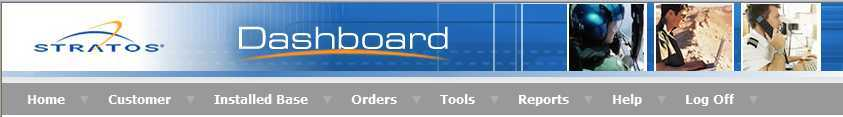 STRATOS®
Dashboard
Home Customer Installed Base Orders Tools Reports Help Log Off